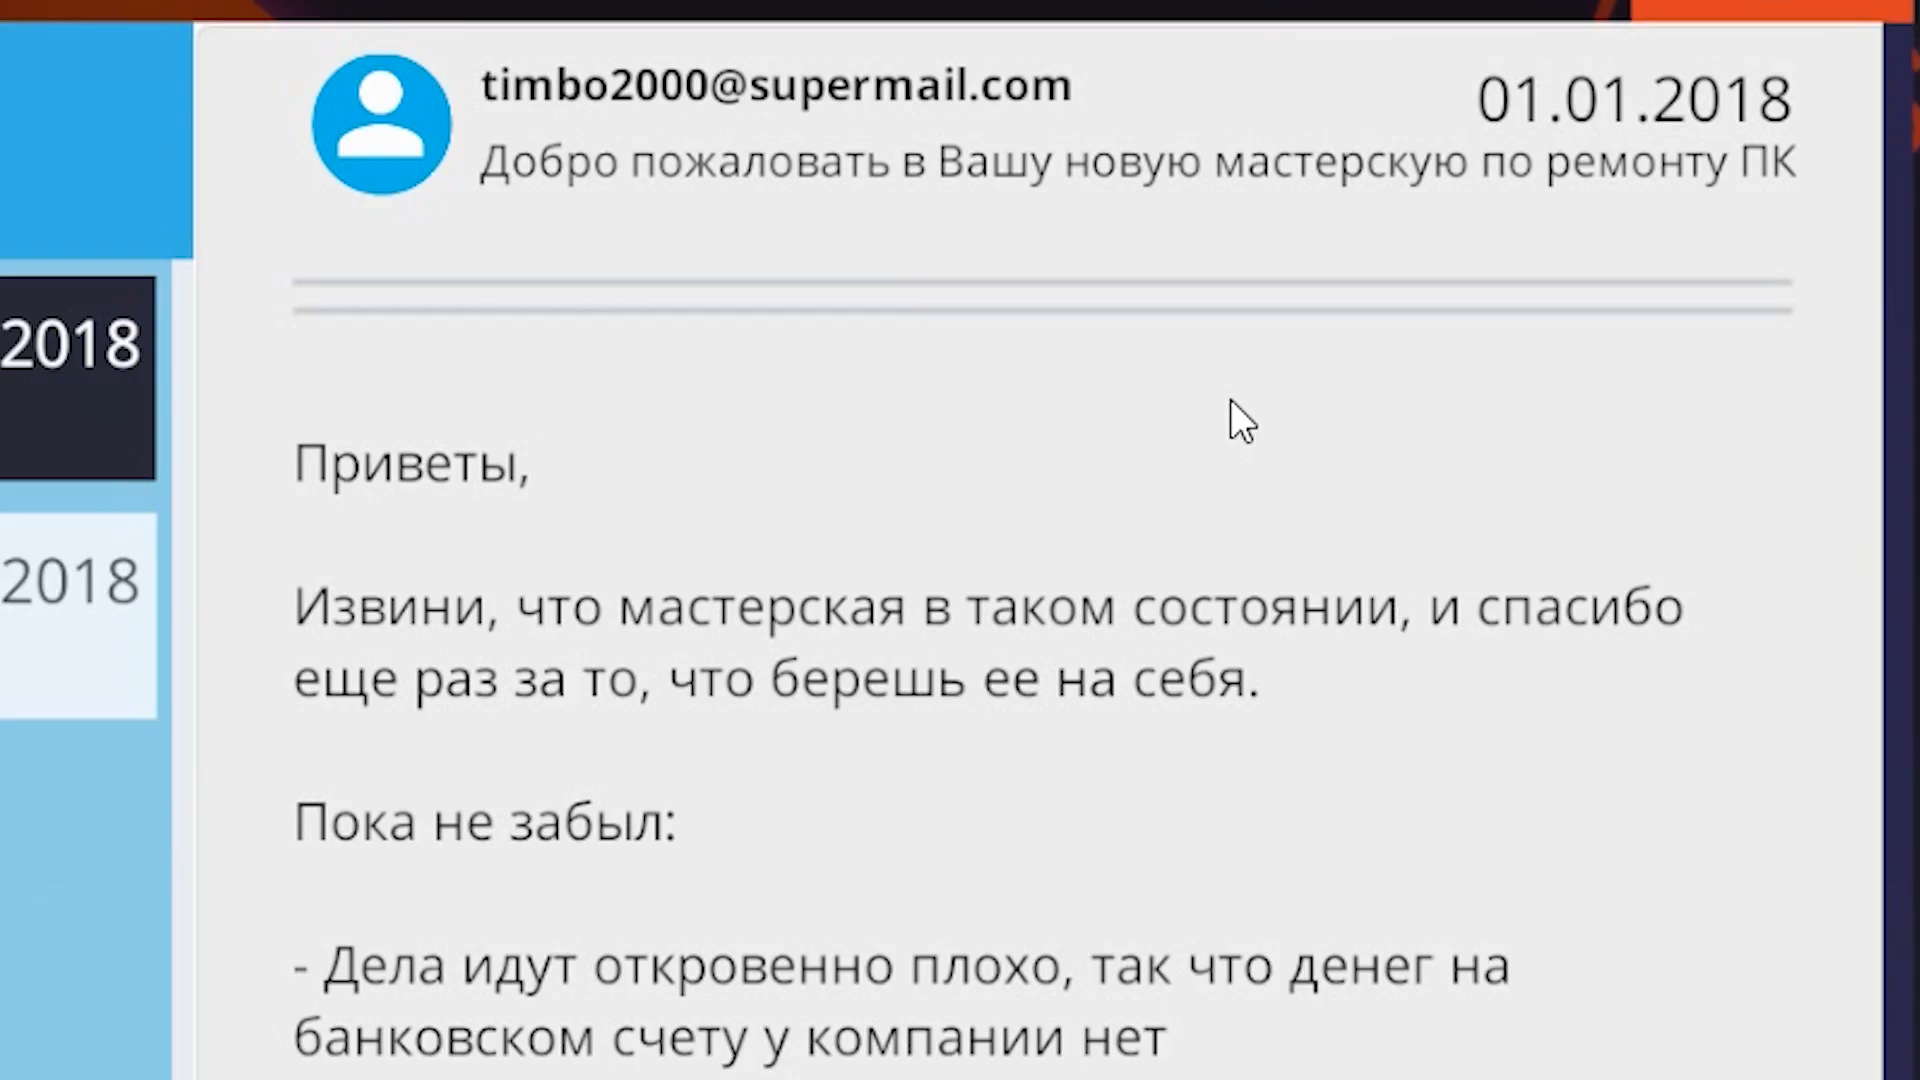 timbo2000@supermail.com
01.01.2018
Добро пожаловать в Вашу новую мастерскую по ремонту ПК
2018
2018
Приветы,
Извини, что мастерская в таком состоянии, и спасибо
еще раз за то, что берешь ее на себя.
Пока не забыл:
- Дела идут откровенно плохо, так что денег на
банковском счету у компании нет